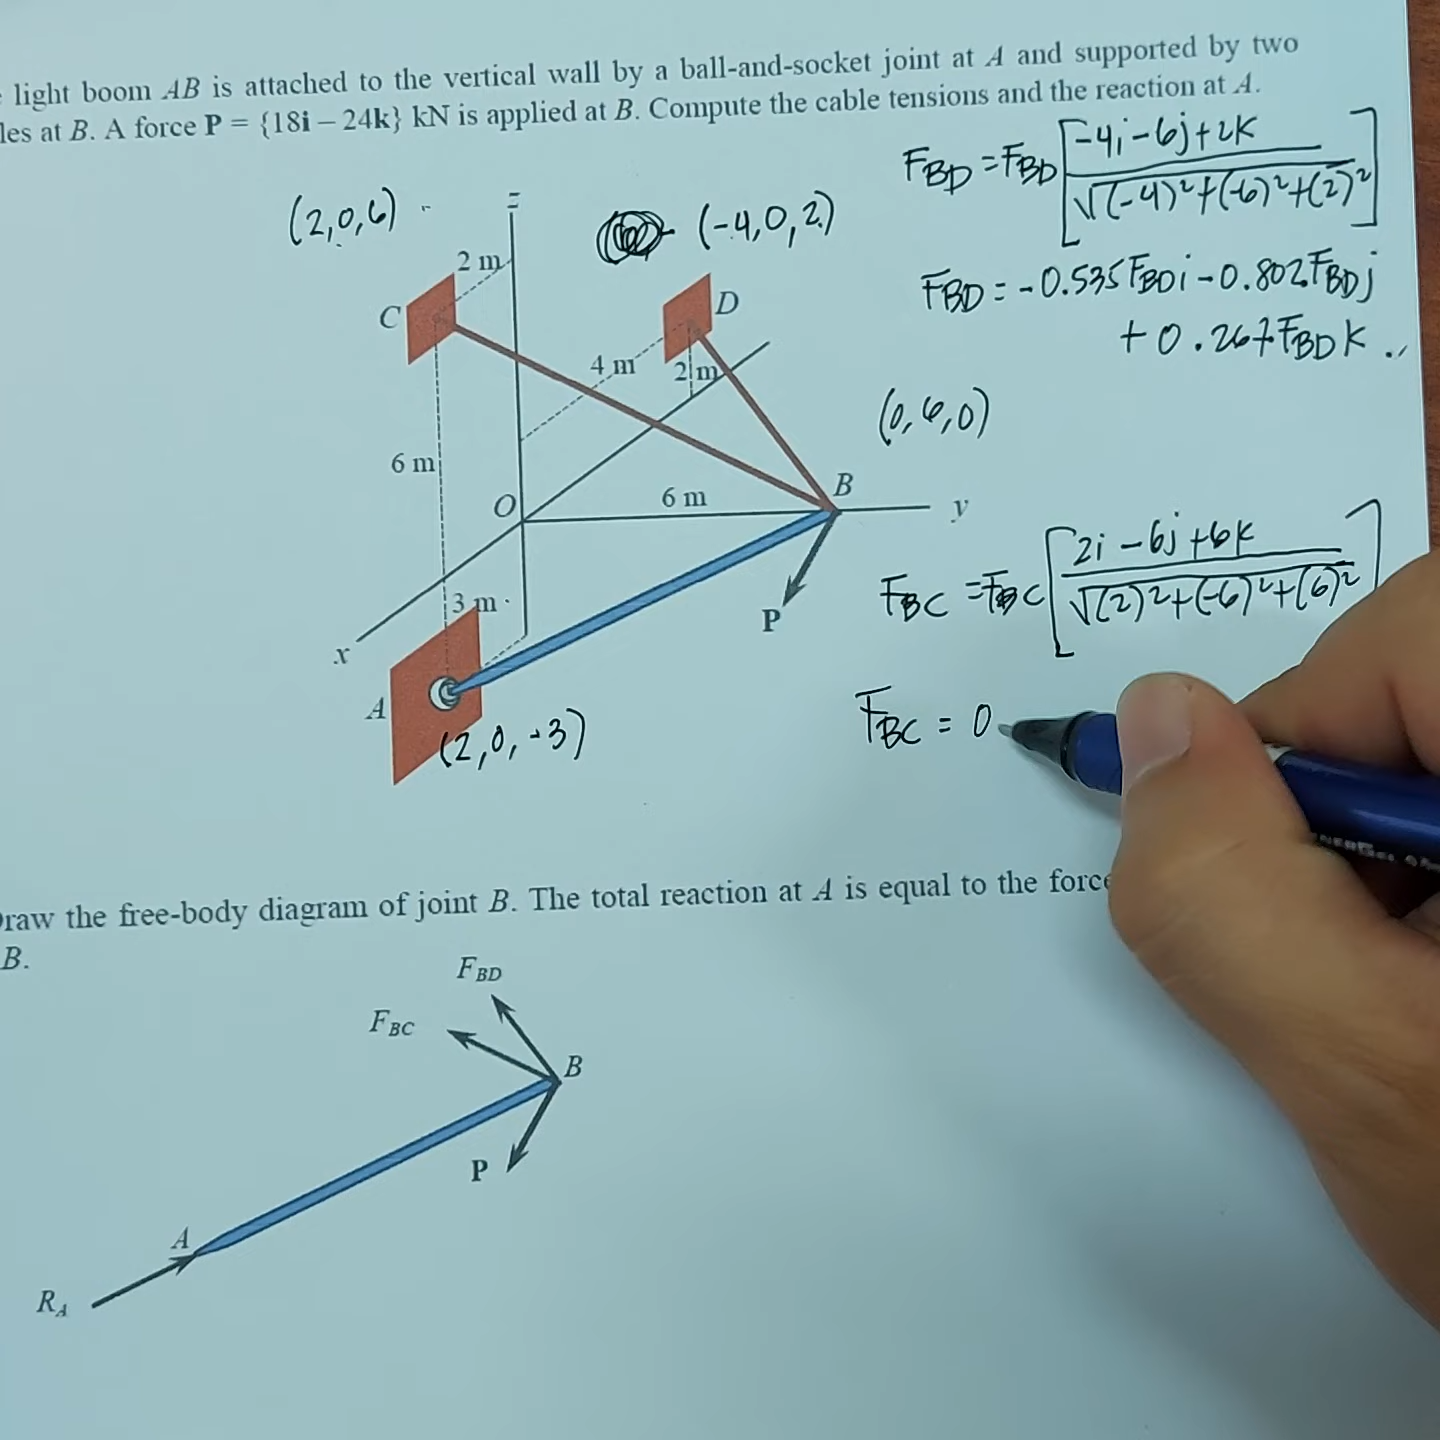 light boom AB is attached to the vertical wall by a ball-and-socket joint at A and supported by two
les at B. A force P = {18i – 24k} kN is applied at B. Compute the cable tensions and the reaction at A.
F_BD = F_BD [ -4i - 6j + 2k / √(-4)² + (-6)² + (2)² ]
(2,0,6)
z
(-4,0,2)
2 m
F_BD = -0.535 F_BD i - 0.802 F_BD j
+ 0.267 F_BD k
C
D
4 m
2 m
(0,6,0)
6 m
O
6 m
B
y
F_BC = F_BC [ 2i - 6j + 6k / √(2)² + (-6)² + (6)² ]
3 m
P
x
A
(2,0,-3)
F_BC = 0
raw the free-body diagram of joint B. The total reaction at A is equal to the force
B.
F_BD
F_BC
B
P
A
R_A